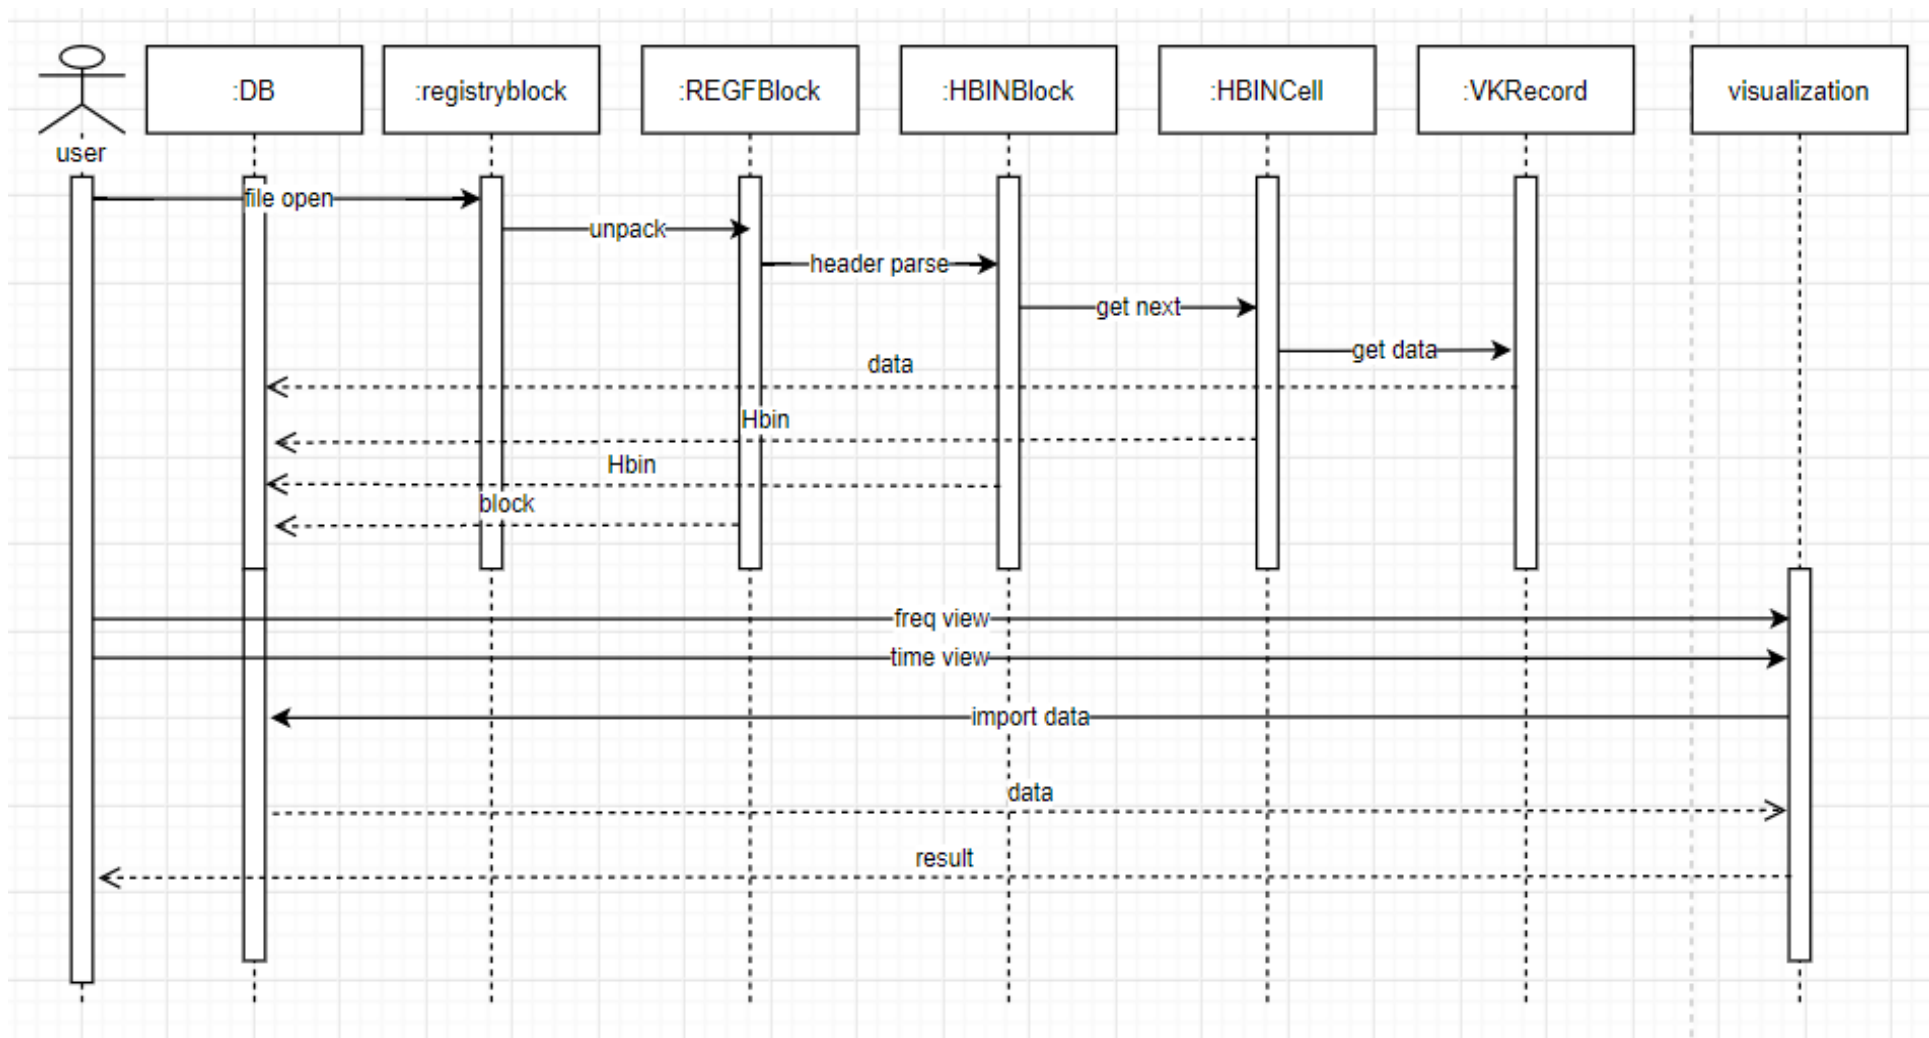 :DB
:registryblock
:REGFBlock
:HBINBlock
:HBINCell
:VKRecord
visualization
user
file open
unpack
header parse
get next
get data
data
Hbin
Hbin
block
freq view
time view
import data
data
result